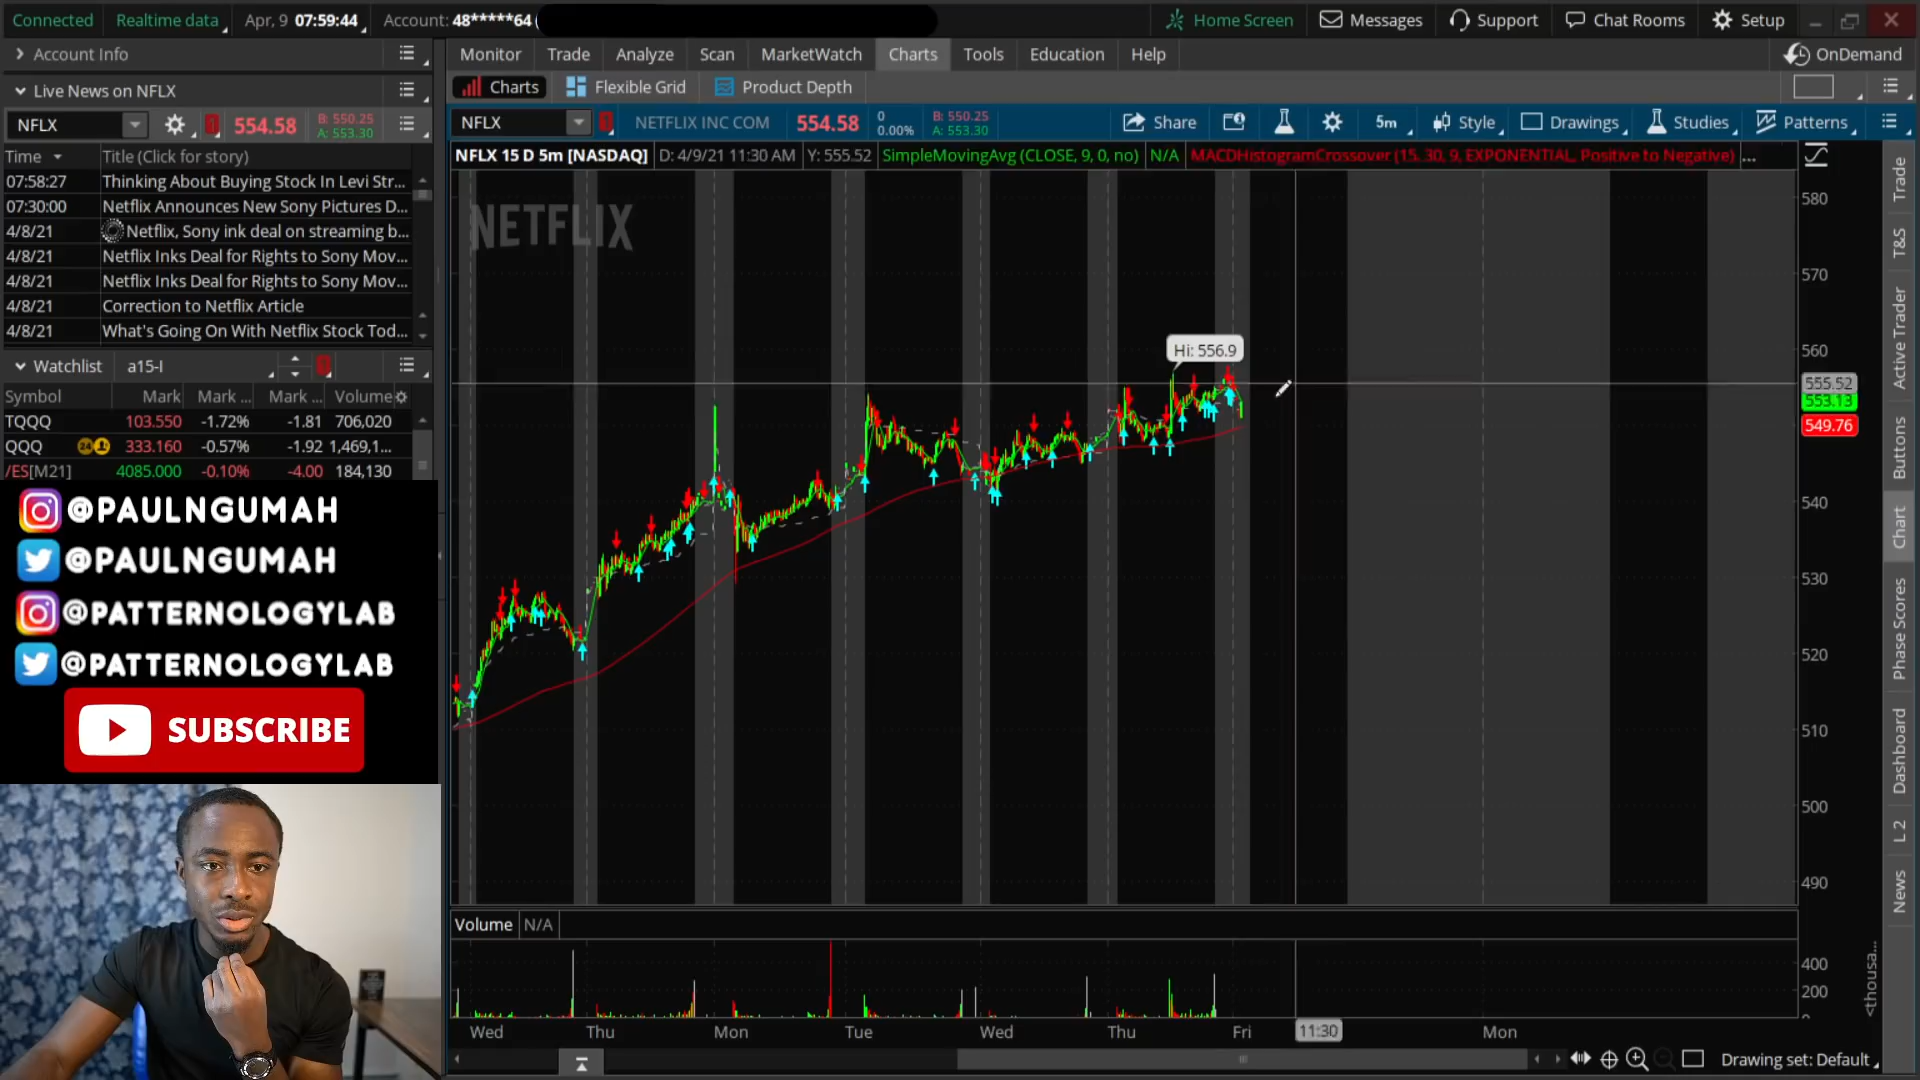 Connected Realtime data Apr, 9 07:59:44 Account: 48*****64 ( Home Screen Messages Support Chat Rooms Setup
Account Info
Monitor Trade Analyze Scan MarketWatch Charts Tools Education Help OnDemand
Live News on NFLX
Charts Flexible Grid Product Depth
NFLX 554.58 B: 550.25 A: 553.30
NFLX NETFLIX INC COM 554.58 0 0.00% B: 550.25 A: 553.30 Share 5m Style Drawings Studies Patterns
NFLX 15 D 5m [NASDAQ] D: 4/9/21 11:30 AM Y: 555.52 SimpleMovingAvg (CLOSE, 9, 0, no) N/A MACDHistogramCrossover (15, 30, 9, EXPONENTIAL, Positive to Negative) ...
Time Title (Click for story)
07:58:27 Thinking About Buying Stock In Levi Str...
07:30:00 Netflix Announces New Sony Pictures D...
4/8/21 Netflix, Sony ink deal on streaming b...
4/8/21 Netflix Inks Deal for Rights to Sony Mov...
4/8/21 Netflix Inks Deal for Rights to Sony Mov...
4/8/21 Correction to Netflix Article
4/8/21 What's Going On With Netflix Stock Tod...
Watchlist a15-I
Symbol Mark Mark ... Mark ... Volume
TQQQ 103.550 -1.72% -1.81 706,020
QQQ 24 333.160 -0.57% -1.92 1,469,1...
/ES[M21] 4085.000 -0.10% -4.00 184,130
@PAULNGUMAH
@PAULNGUMAH
@PATTERNOLOGYLAB
@PATTERNOLOGYLAB
SUBSCRIBE
NETFLIX
Hi: 556.9
580
570
560
555.52
553.13
549.76
540
530
520
510
500
490
Volume N/A
400
200
<thousa...
Wed Thu Mon Tue Wed Thu Fri 11:30 Mon
Drawing set: Default
Trade
T&S
Active Trader
Buttons
Chart
Phase Scores
Dashboard
L 2
News